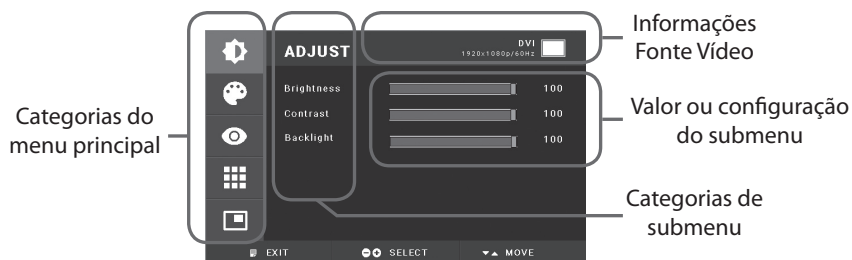 Categorias do
menu principal
ADJUST
DVI
1920x1080p/60Hz
Brightness 100
Contrast 100
Backlight 100
EXIT SELECT MOVE
Informações
Fonte Vídeo
Valor ou configuração
do submenu
Categorias de
submenu